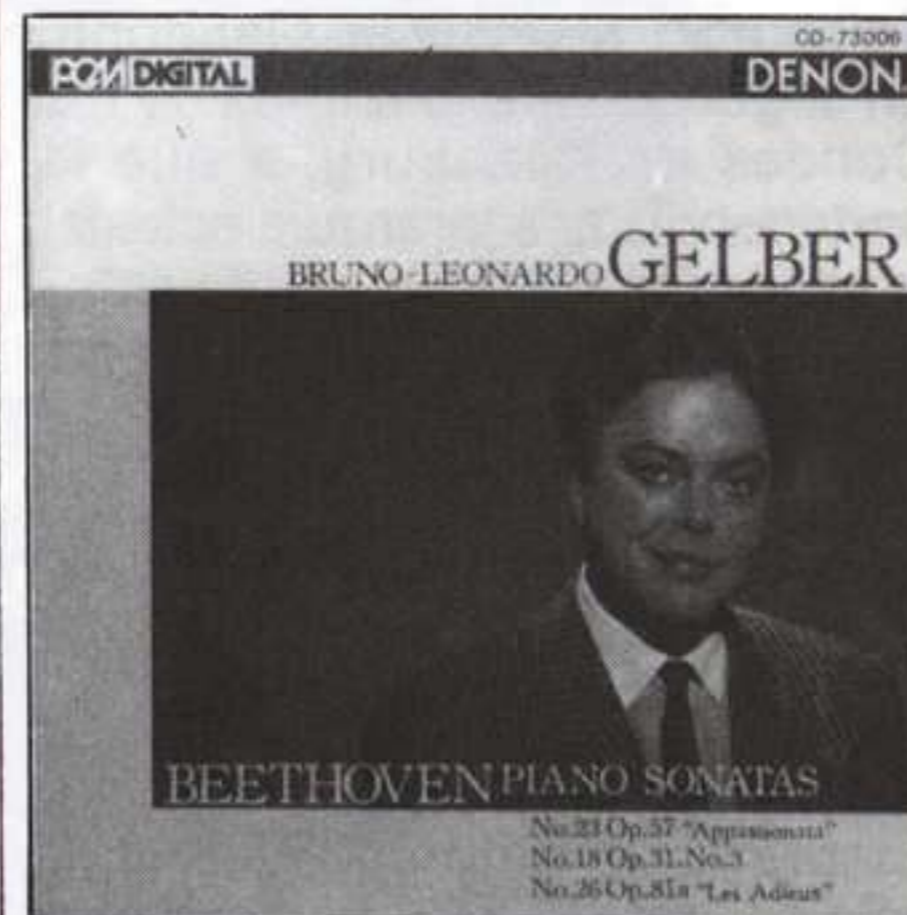 CD-73006
PCM DIGITAL
DENON
BRUNO-LEONARDO GELBER
BEETHOVEN PIANO SONATAS
No.23 Op.57 "Appassionata"
No.18 Op.31.No.3
No.26 Op.81a "Les Adieus"